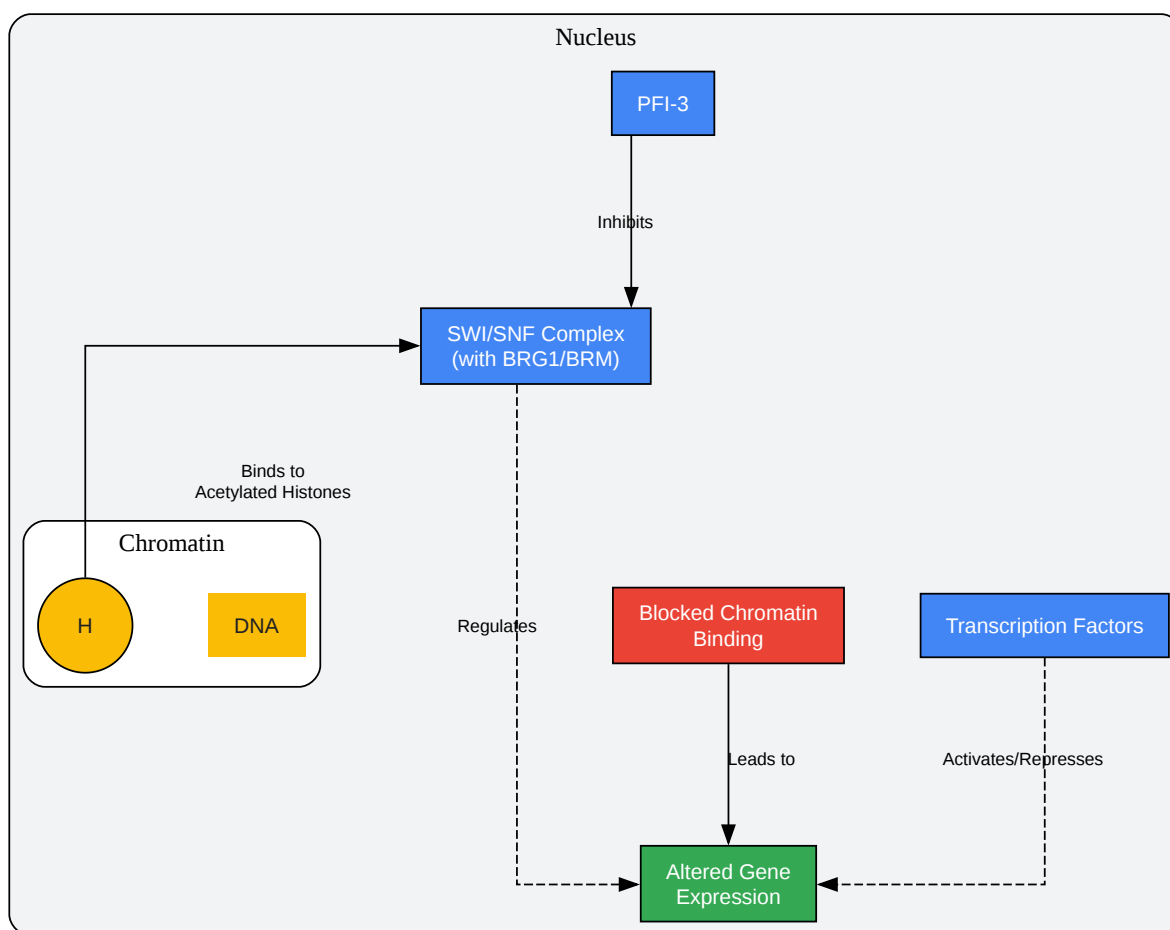 Nucleus
PFI-3
Inhibits
SWI/SNF Complex
(with BRG1/BRM)
Binds to
Acetylated Histones
Chromatin
H
DNA
Regulates
Blocked Chromatin
Binding
Transcription Factors
Leads to
Activates/Represses
Altered Gene
Expression